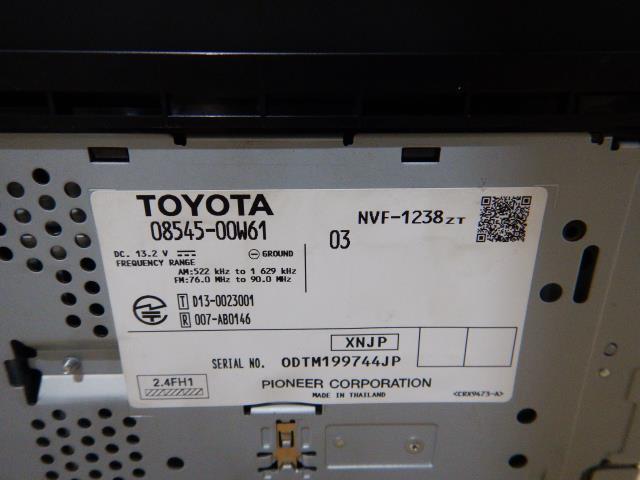 TOYOTA
08545-00W61
NVF-1238ZT
03
DC. 13.2 V
GROUND
FREQUENCY RANGE
AM:522 kHz to 1 629 kHz
FM:76.0 MHz to 90.0 MHz
T D13-0023001
R 007-AB0146
XNJP
SERIAL NO. ODTM199744JP
2.4FH1
PIONEER CORPORATION
MADE IN THAILAND
<CRX9473-A>